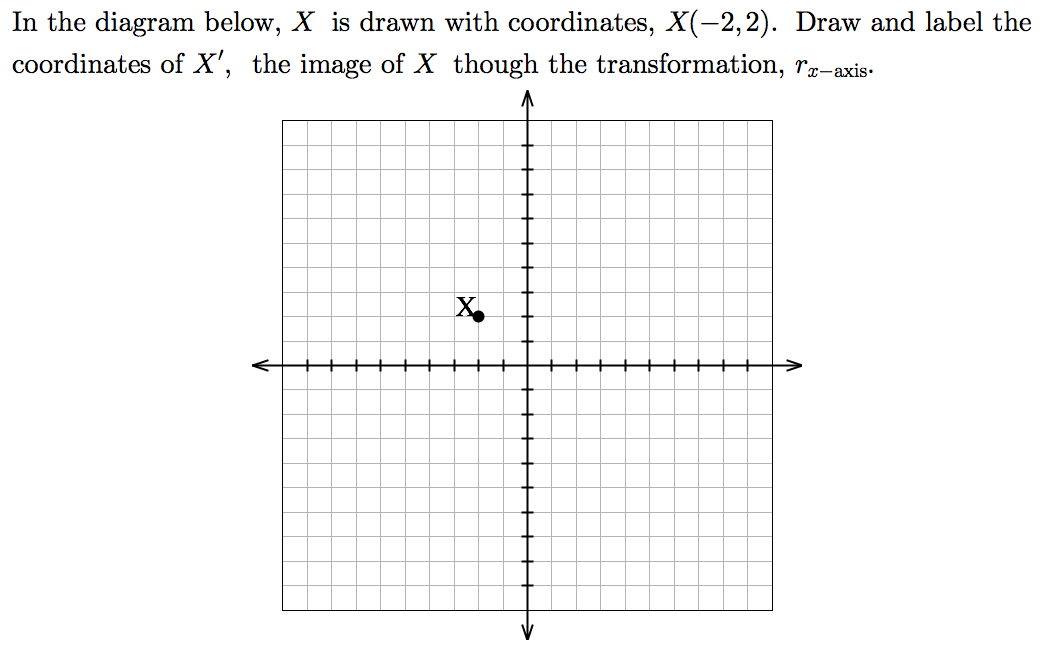 In the diagram below, X is drawn with coordinates, X(−2,2). Draw and label the
coordinates of X′, the image of X though the transformation, r_{x−axis}.
X